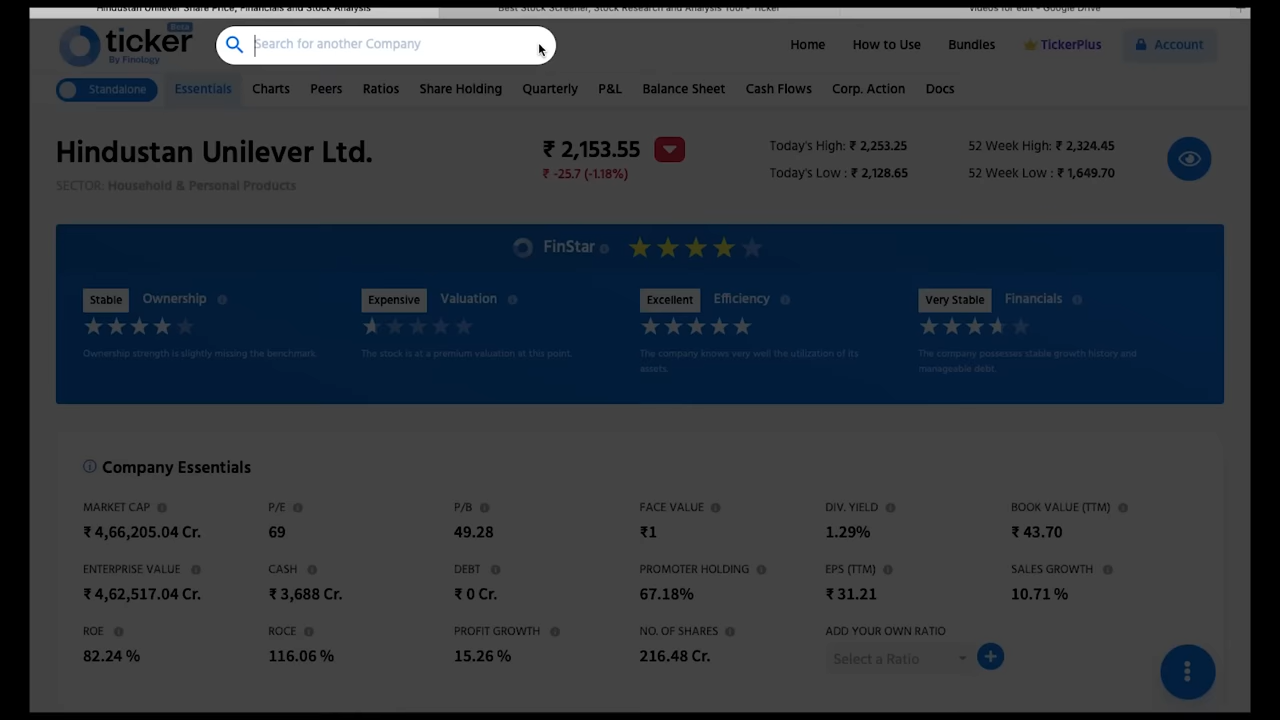 Hindustan Unilever Share Price, Financials and Stock Analysis
Best Stock Screener, Stock Research and Analysis Tool - Ticker
Videos for edit - Google Drive
ticker Beta
By Finology
Search for another Company
Home How to Use Bundles TickerPlus Account
Standalone Essentials Charts Peers Ratios Share Holding Quarterly P&L Balance Sheet Cash Flows Corp. Action Docs
Hindustan Unilever Ltd.
SECTOR: Household & Personal Products
₹ 2,153.55
₹ -25.7 (-1.18%)
Today's High: ₹ 2,253.25
Today's Low : ₹ 2,128.65
52 Week High: ₹ 2,324.45
52 Week Low : ₹ 1,649.70
FinStar
Stable Ownership
Ownership strength is slightly missing the benchmark.
Expensive Valuation
The stock is at a premium valuation at this point.
Excellent Efficiency
The company knows very well the utilization of its
assets.
Very Stable Financials
The company possesses stable growth history and
manageable debt.
Company Essentials
MARKET CAP P/E P/B FACE VALUE DIV. YIELD BOOK VALUE (TTM)
₹ 4,66,205.04 Cr. 69 49.28 ₹1 1.29% ₹ 43.70
ENTERPRISE VALUE CASH DEBT PROMOTER HOLDING EPS (TTM) SALES GROWTH
₹ 4,62,517.04 Cr. ₹ 3,688 Cr. ₹ 0 Cr. 67.18% ₹ 31.21 10.71 %
ROE ROCE PROFIT GROWTH NO. OF SHARES ADD YOUR OWN RATIO
82.24 % 116.06 % 15.26 % 216.48 Cr. Select a Ratio